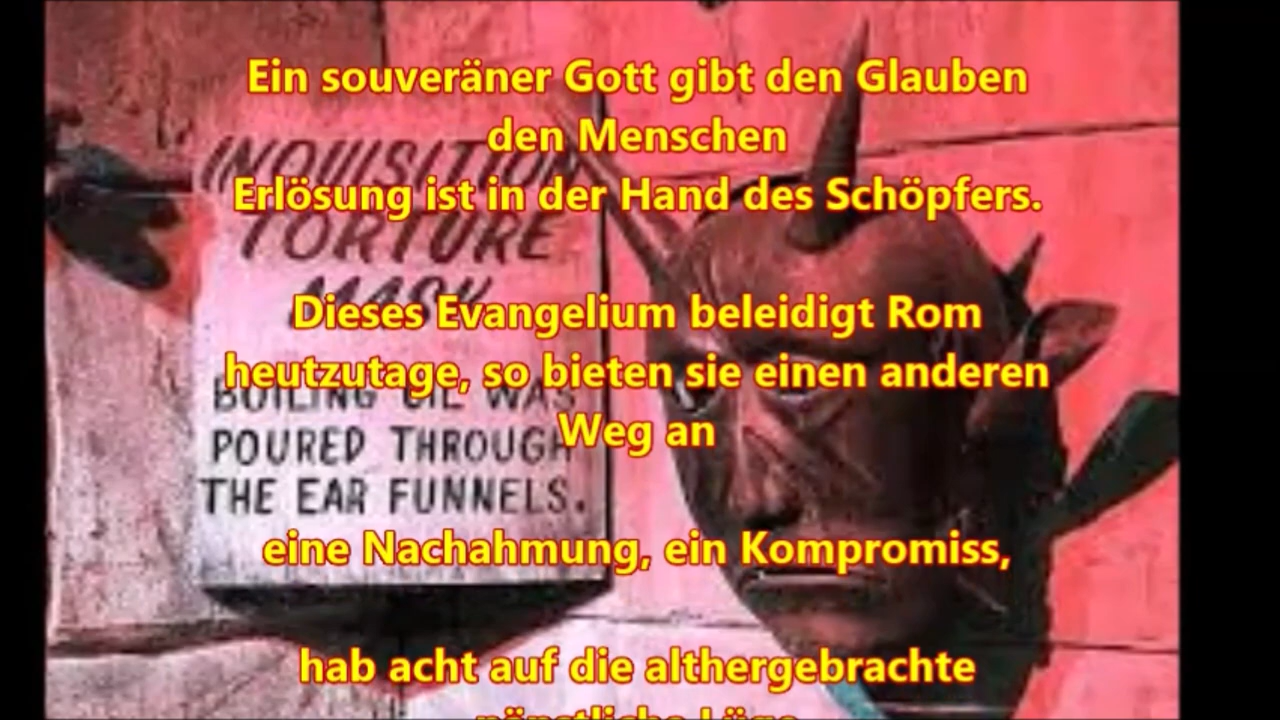 Ein souveräner Gott gibt den Glauben
den Menschen
Erlösung ist in der Hand des Schöpfers.
Dieses Evangelium beleidigt Rom
heutzutage, so bieten sie einen anderen
Weg an
eine Nachahmung, ein Kompromiss,
hab acht auf die althergebrachte
päpstliche Lüge
INQUISITION
TORTURE
MASK
BOILING OIL WAS
POURED THROUGH
THE EAR FUNNELS.